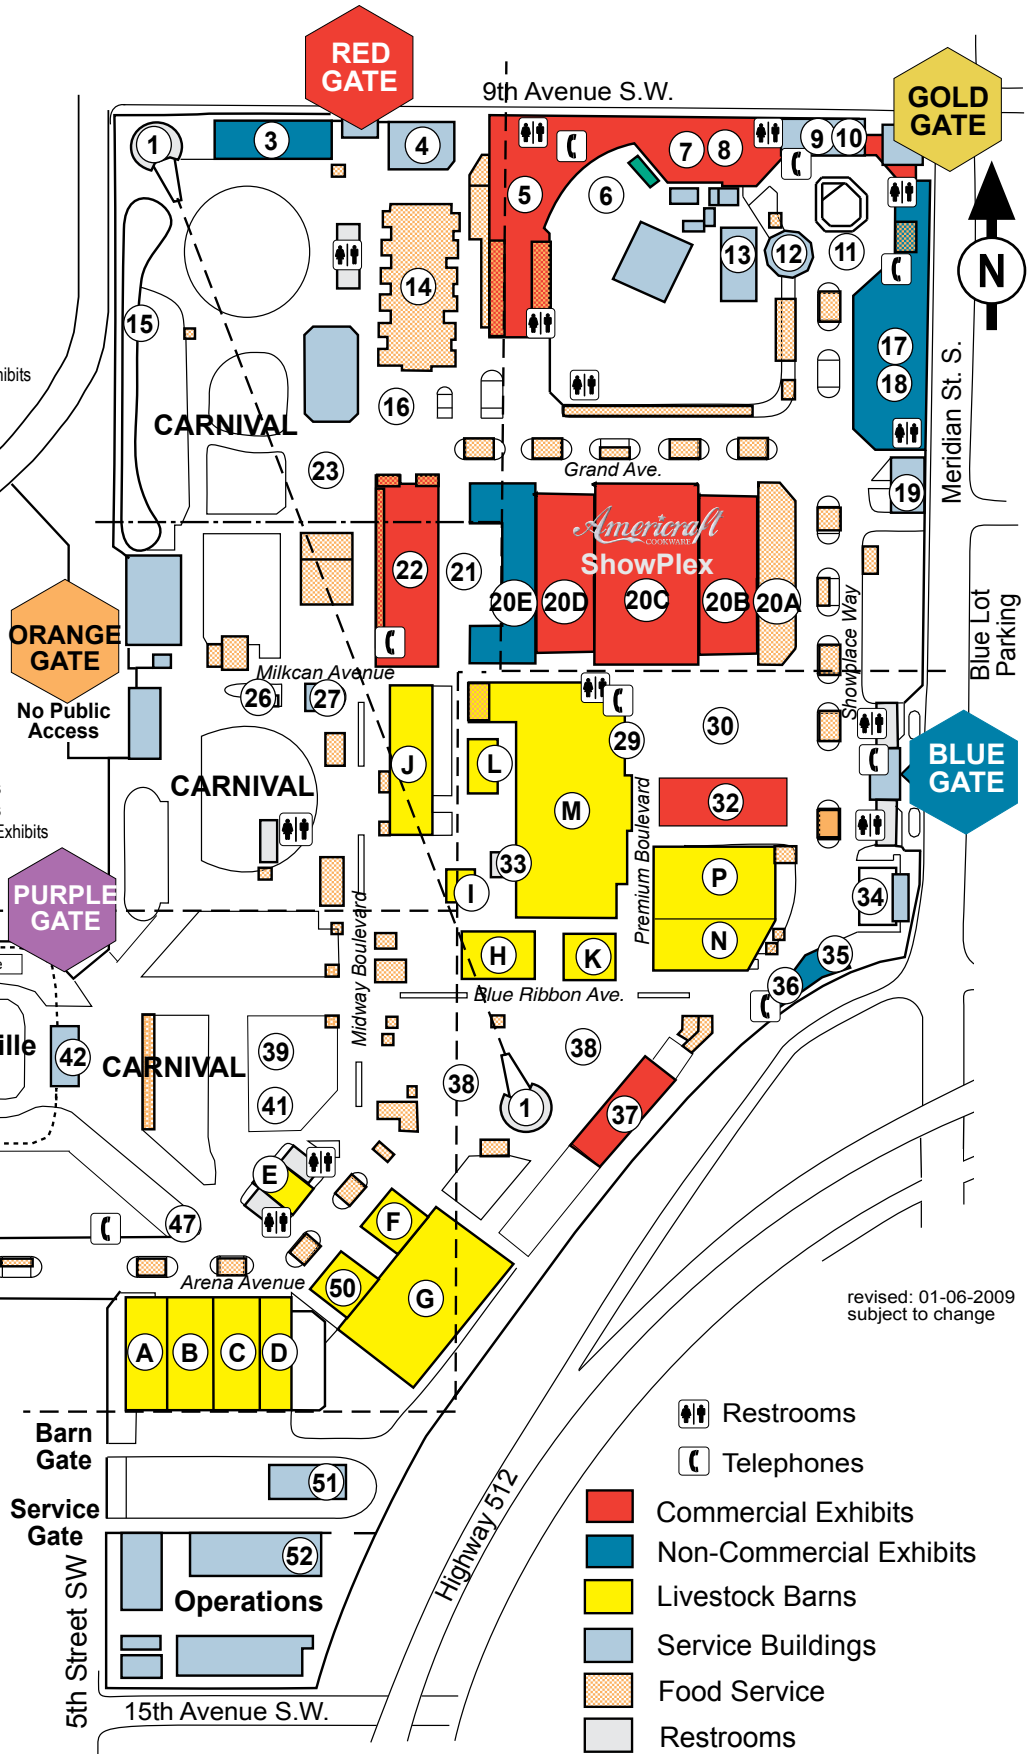 RED
GATE
9th Avenue S.W.
GOLD
GATE
1
3
4
7
8
9
10
5
6
11
12
13
N
14
15
17
18
hibits
16
CARNIVAL
Grand Ave.
Meridian St. S.
23
19
Americraft
COOKWARE
ShowPlex
22
21
20E
20D
20C
20B
20A
ORANGE
GATE
Showplace Way
Blue Lot
Parking
Milkcan Avenue
26
27
No Public
Access
29
30
BLUE
GATE
J
L
CARNIVAL
M
32
s
s
Exhibits
Premium Boulevard
33
P
PURPLE
GATE
I
34
N
H
K
35
36
e
Midway Boulevard
Blue Ribbon Ave.
ille
42
CARNIVAL
39
38
38
41
1
37
E
47
F
Arena Avenue
50
G
revised: 01-06-2009
subject to change
A
B
C
D
Barn
Gate
Restrooms
Telephones
51
Service
Gate
Highway 512
Commercial Exhibits
52
Non-Commercial Exhibits
Operations
Livestock Barns
5th Street SW
Service Buildings
Food Service
15th Avenue S.W.
Restrooms